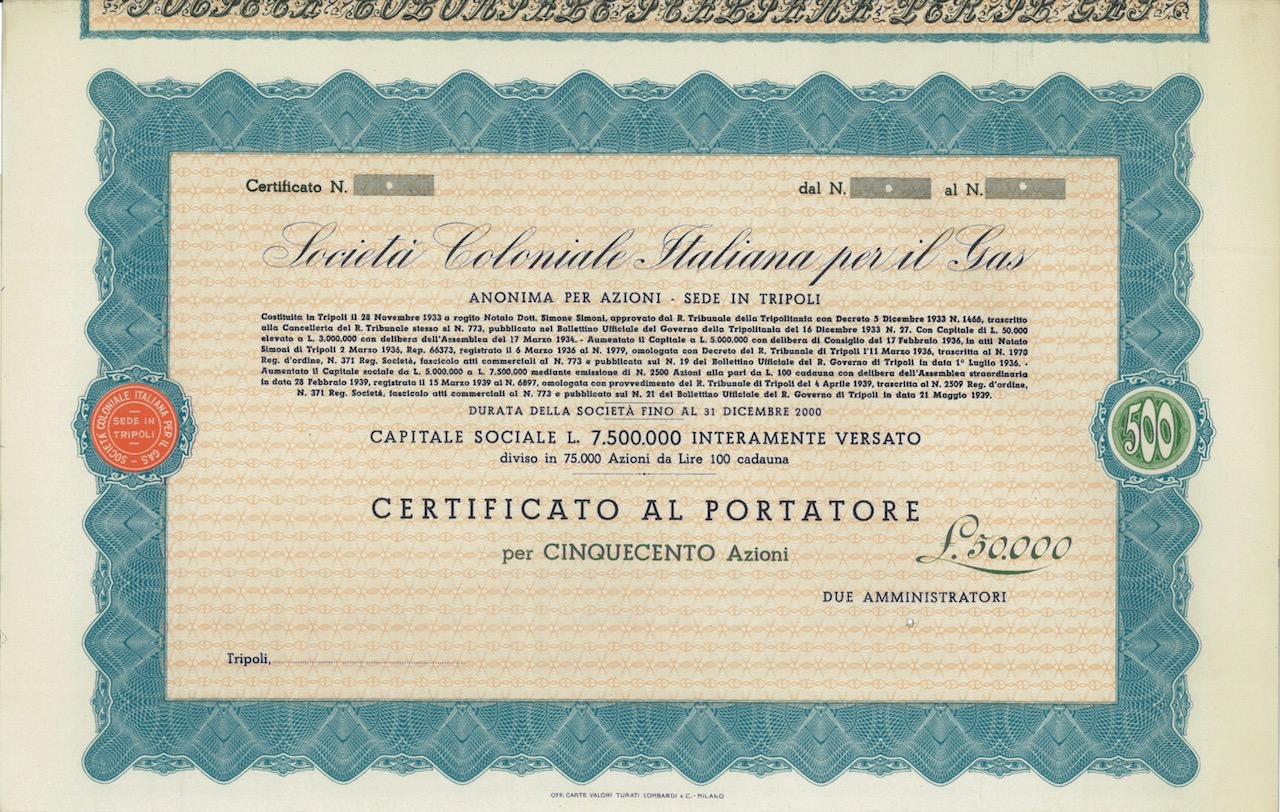 SOCIETÀ COLONIALE ITALIANA PER IL GAS
Certificato N.
dal N. al N.
Società Coloniale Italiana per il Gas
ANONIMA PER AZIONI - SEDE IN TRIPOLI
Costituita in Tripoli il 28 Novembre 1933 a rogito Notaio Dott. Simone Simoni, approvato dal R. Tribunale della Tripolitania con Decreto 5 Dicembre 1933 N. 1466, trascritto
alla Cancelleria del R. Tribunale stesso al N. 773, pubblicato nel Bollettino Ufficiale del Governo della Tripolitania del 16 Dicembre 1933 N. 27. Con Capitale di L. 50.000
elevato a L. 3.000.000 con delibera dell'Assemblea del 17 Marzo 1934. - Aumentato il Capitale a L. 5.000.000 con delibera di Consiglio del 17 Febbraio 1936, in atti Notaio
Simoni di Tripoli 2 Marzo 1936, Rep. 66373, registrato il 6 Marzo 1936 al N. 1979, omologata con Decreto del R. Tribunale di Tripoli l'11 Marzo 1936, trascritta al N. 1970
Reg. d'ordine, N. 371 Reg. Società, fascicolo atti commerciali al N. 773 e pubblicata sul N. 19 del Bollettino Ufficiale del R. Governo di Tripoli in data 1º Luglio 1936. -
Aumentato il Capitale sociale da L. 5.000.000 a L. 7.500.000 mediante emissione di N. 2500 Azioni alla pari da L. 100 cadauna con delibera dell'Assemblea straordinaria
in data 28 Febbraio 1939, registrata il 15 Marzo 1939 al N. 6897, omologata con provvedimento del R. Tribunale di Tripoli del 4 Aprile 1939, trascritta al N. 2509 Reg. d'ordine,
N. 371 Reg. Società, fascicolo atti commerciali al N. 773 e pubblicato sul N. 21 del Bollettino Ufficiale del R. Governo di Tripoli in data 21 Maggio 1939.
DURATA DELLA SOCIETÀ FINO AL 31 DICEMBRE 2000
CAPITALE SOCIALE L. 7.500.000 INTERAMENTE VERSATO
diviso in 75.000 Azioni da Lire 100 cadauna
SOCIETÀ COLONIALE ITALIANA PER IL GAS
SEDE IN
TRIPOLI
500
CERTIFICATO AL PORTATORE
per CINQUECENTO Azioni
L. 50.000
DUE AMMINISTRATORI
Tripoli,
OFF. CARTE VALORI TURATI LOMBARDI & C. - MILANO